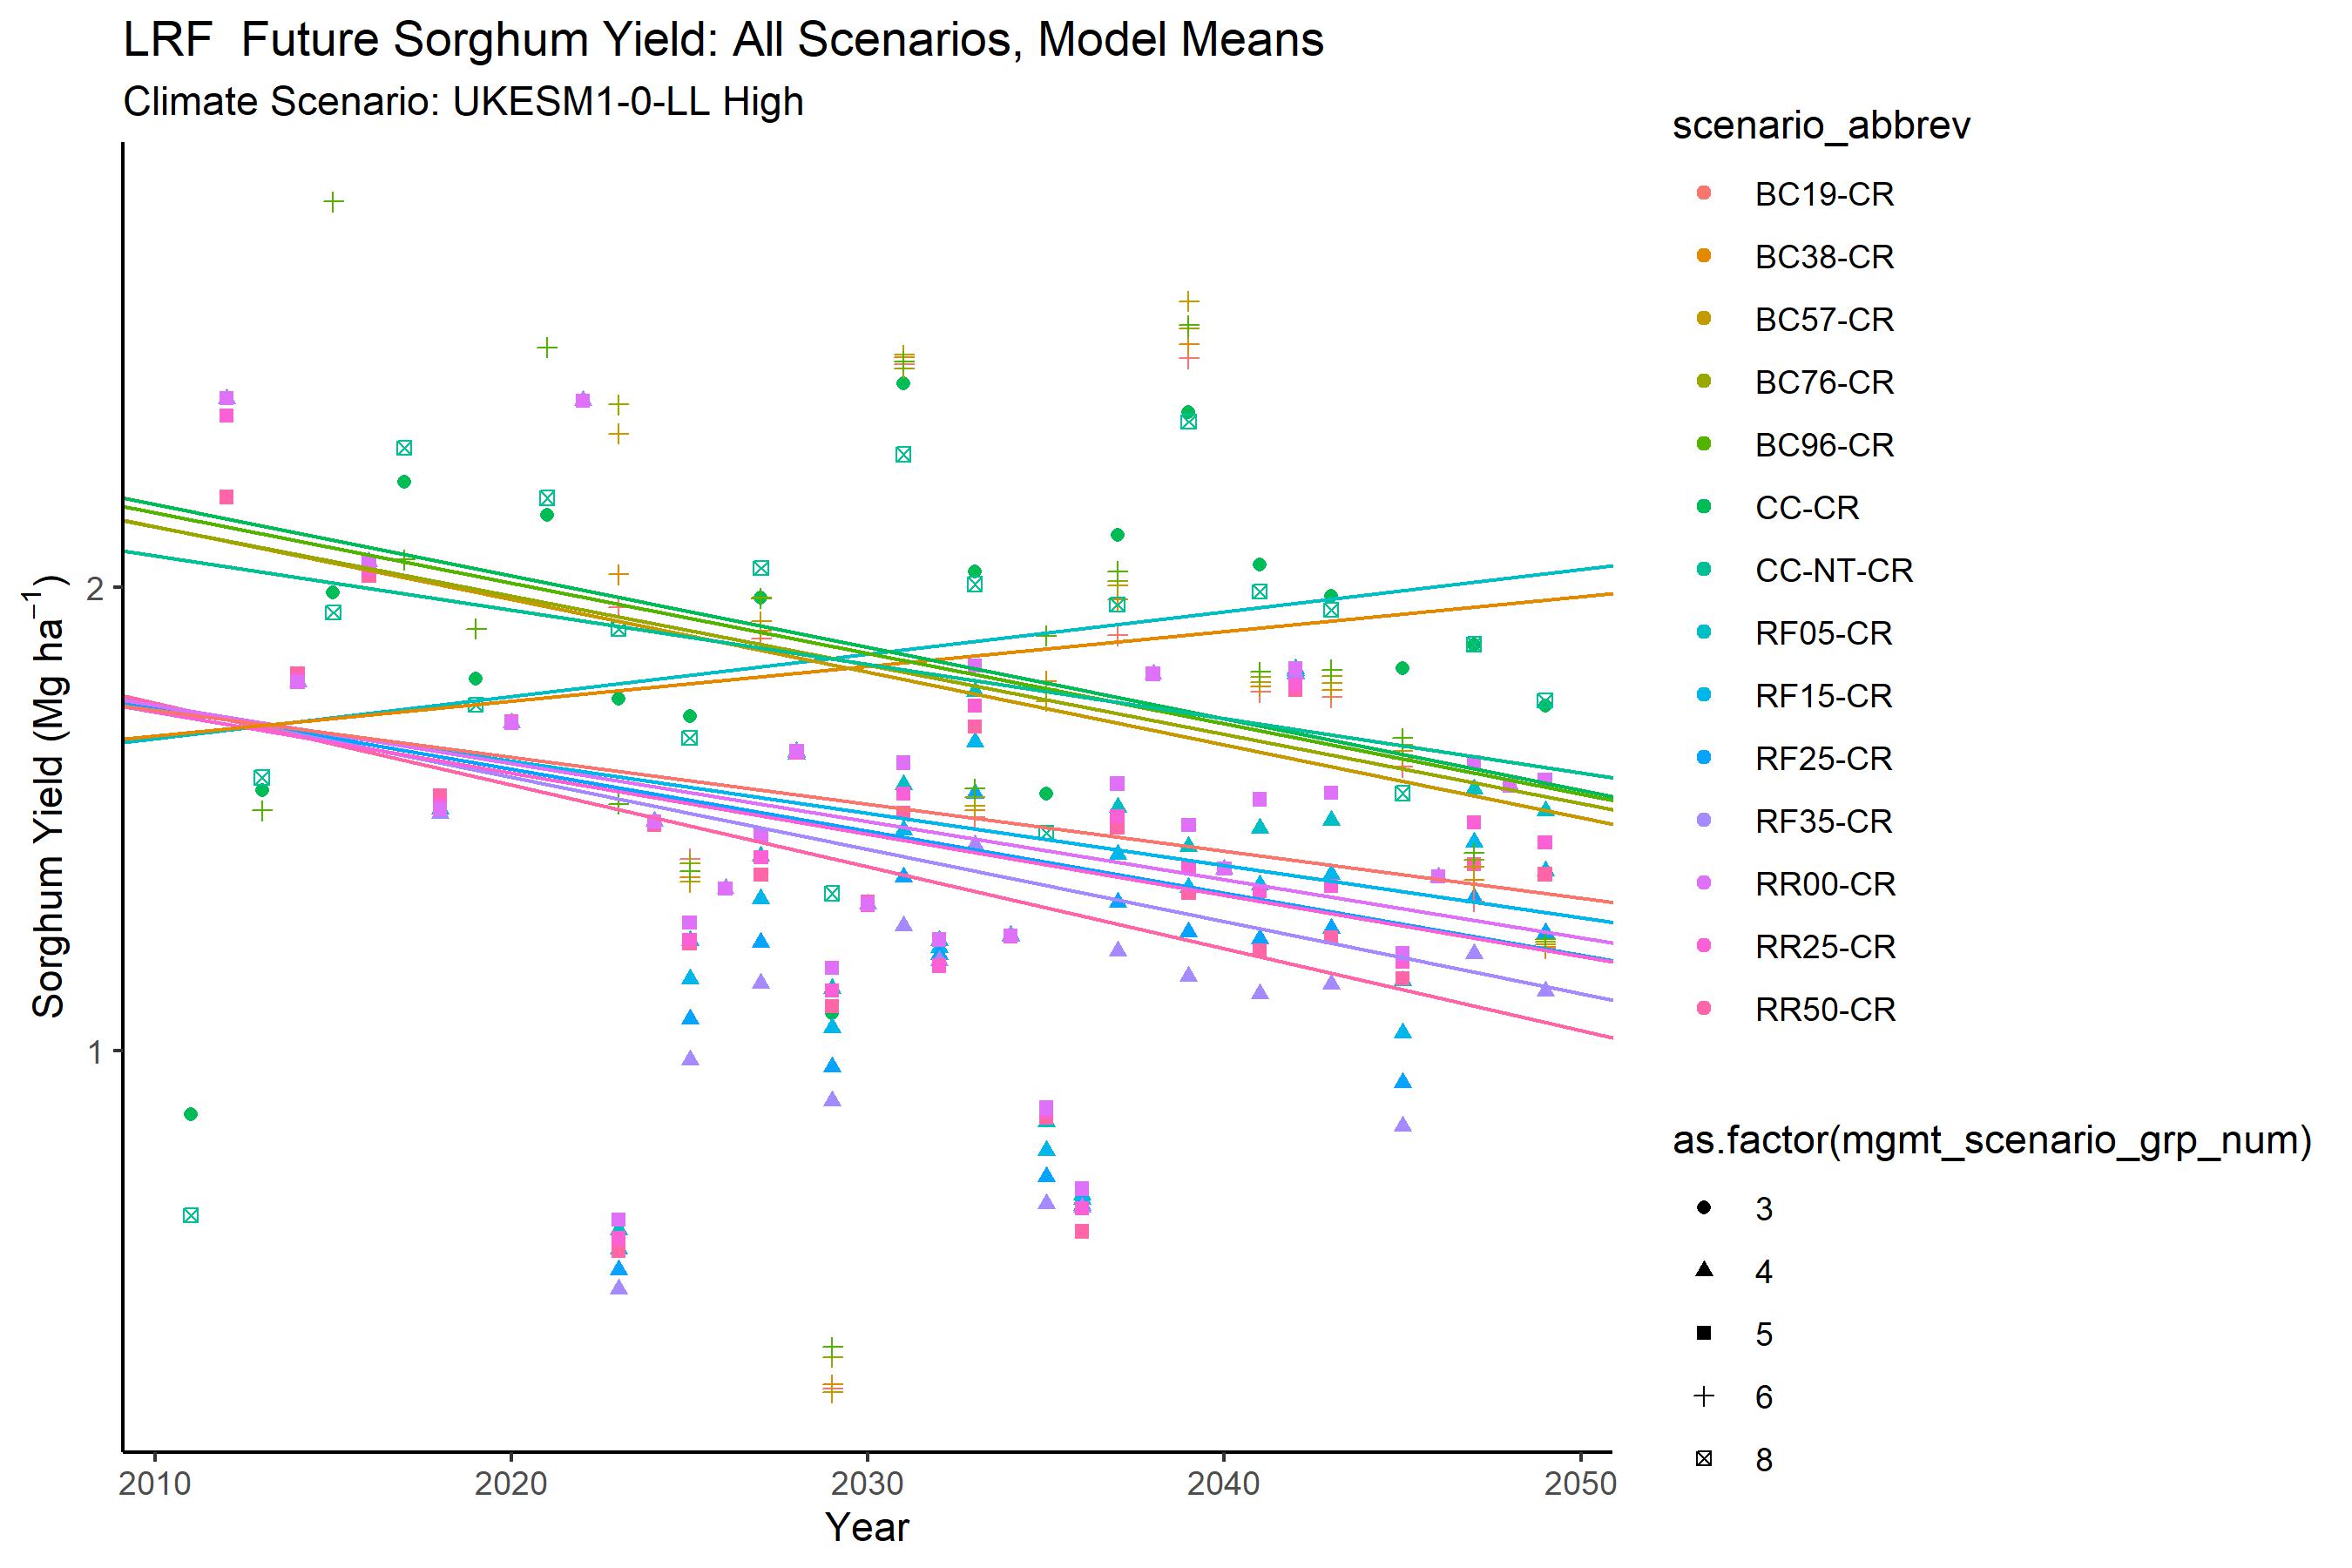 LRF  Future Sorghum Yield: All Scenarios, Model Means
Climate Scenario: UKESM1-0-LL High
Sorghum Yield (Mg ha⁻¹)
2
1
2010
2020
2030
2040
2050
Year
scenario_abbrev
BC19-CR
BC38-CR
BC57-CR
BC76-CR
BC96-CR
CC-CR
CC-NT-CR
RF05-CR
RF15-CR
RF25-CR
RF35-CR
RR00-CR
RR25-CR
RR50-CR
as.factor(mgmt_scenario_grp_num)
3
4
5
6
8